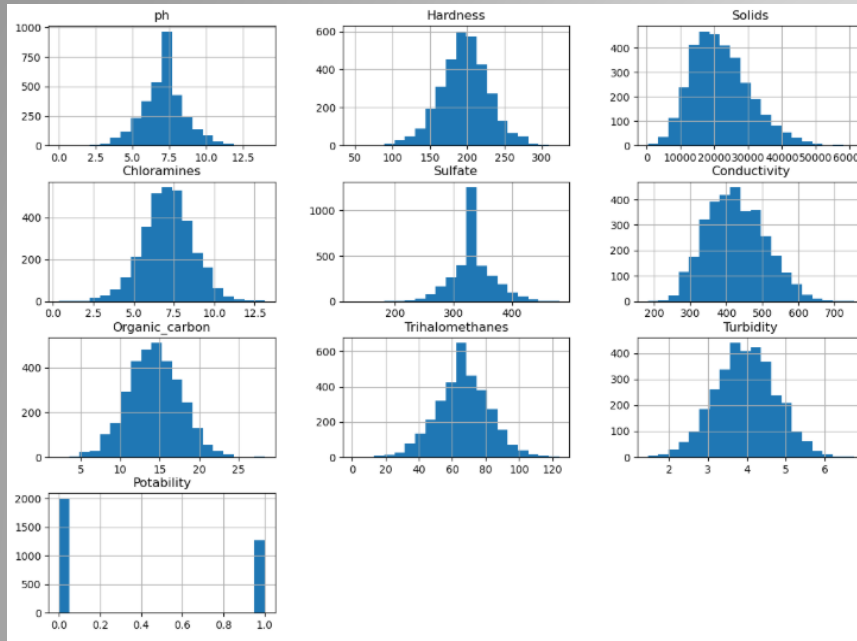 ph
1000
750
500
250
0
0.0 2.5 5.0 7.5 10.0 12.5
Hardness
600
400
200
0
50 100 150 200 250 300
Solids
400
300
200
100
0
0 10000 20000 30000 40000 50000
Chloramines
400
200
0
0.0 2.5 5.0 7.5 10.0 12.5
Sulfate
1000
500
0
200 300 400
Conductivity
400
300
200
100
0
200 300 400 500 600 700
Organic_carbon
400
200
0
5 10 15 20 25
Trihalomethanes
600
400
200
0
0 20 40 60 80 100 120
Turbidity
400
300
200
100
0
2 3 4 5 6
Potability
2000
1500
1000
500
0
0.0 0.2 0.4 0.6 0.8 1.0